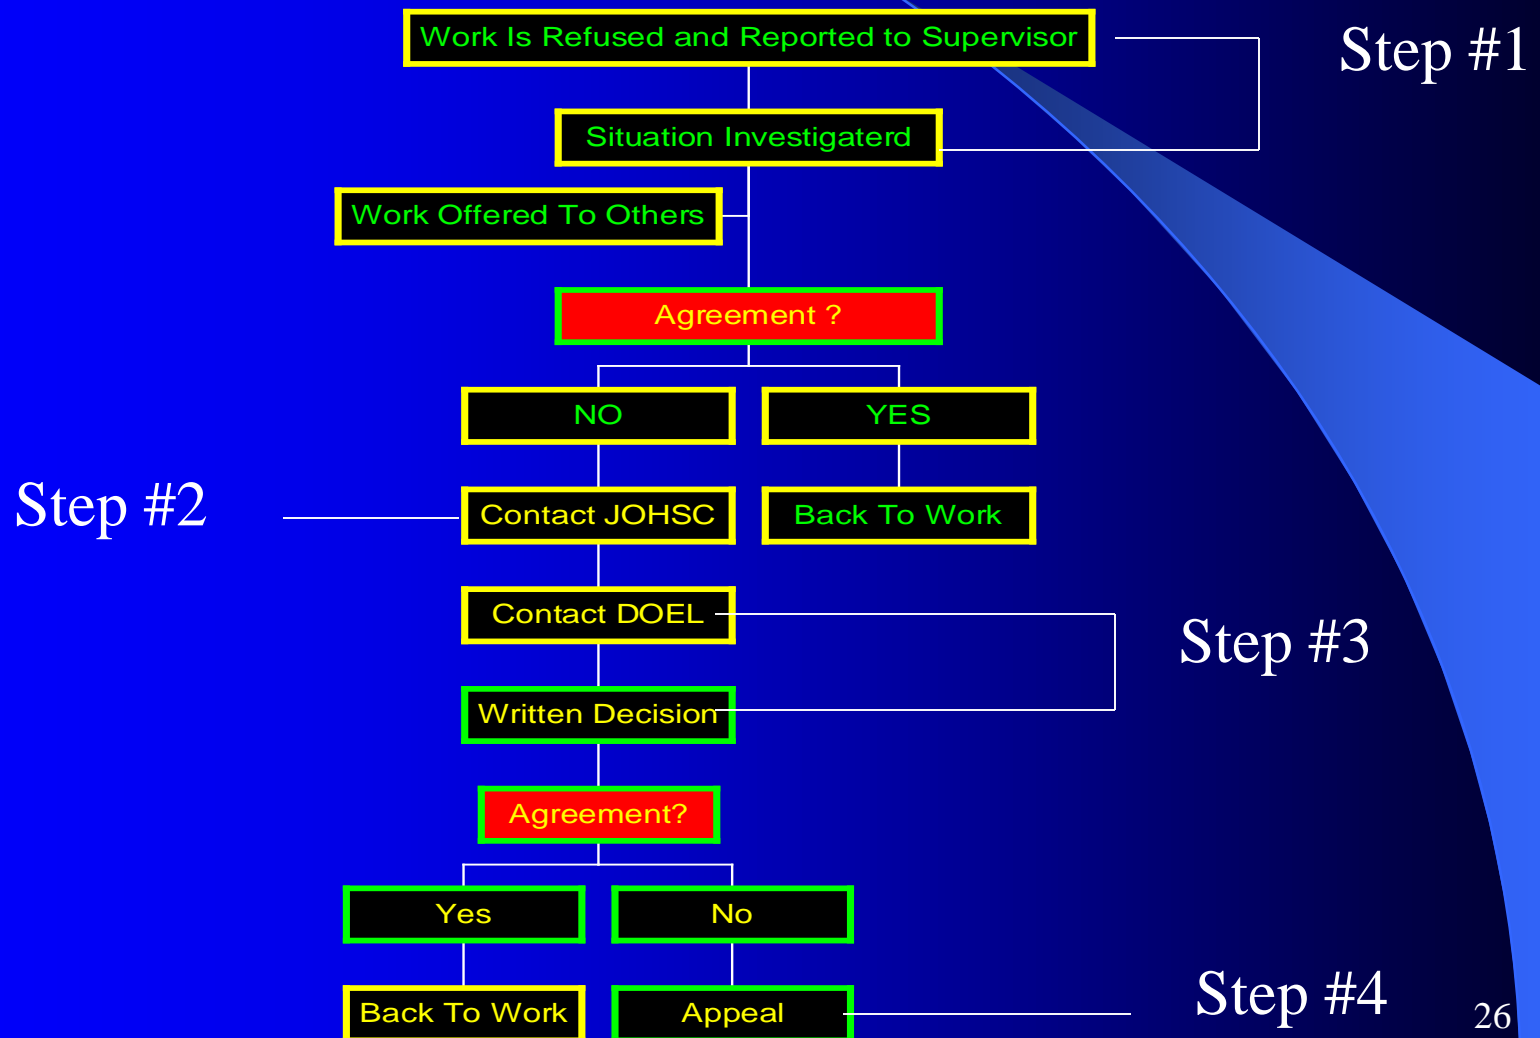 Work Is Refused and Reported to Supervisor
Step #1
Situation Investigaterd
Work Offered To Others
Agreement ?
NO
YES
Step #2
Contact JOHSC
Back To Work
Contact DOEL
Step #3
Written Decision
Agreement?
Yes
No
Back To Work
Appeal
Step #4
26